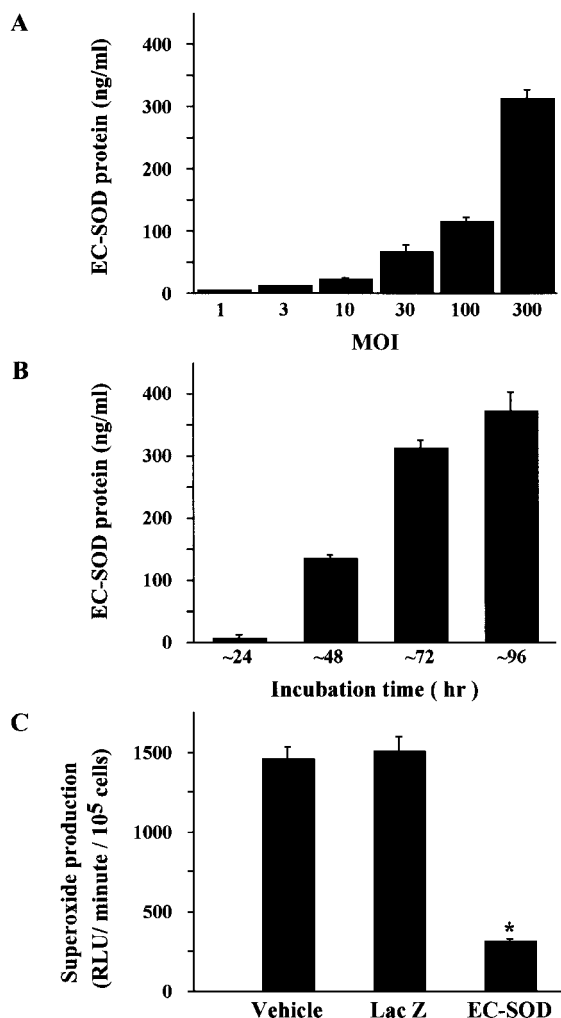 A
EC-SOD protein (ng/ml)
400
300
200
100
0
1 3 10 30 100 300
MOI
B
EC-SOD protein (ng/ml)
400
300
200
100
0
~24 ~48 ~72 ~96
Incubation time ( hr )
C
Superoxide production
(RLU/ minute / 10⁵ cells)
1500
1000
500
0
*
Vehicle Lac Z EC-SOD